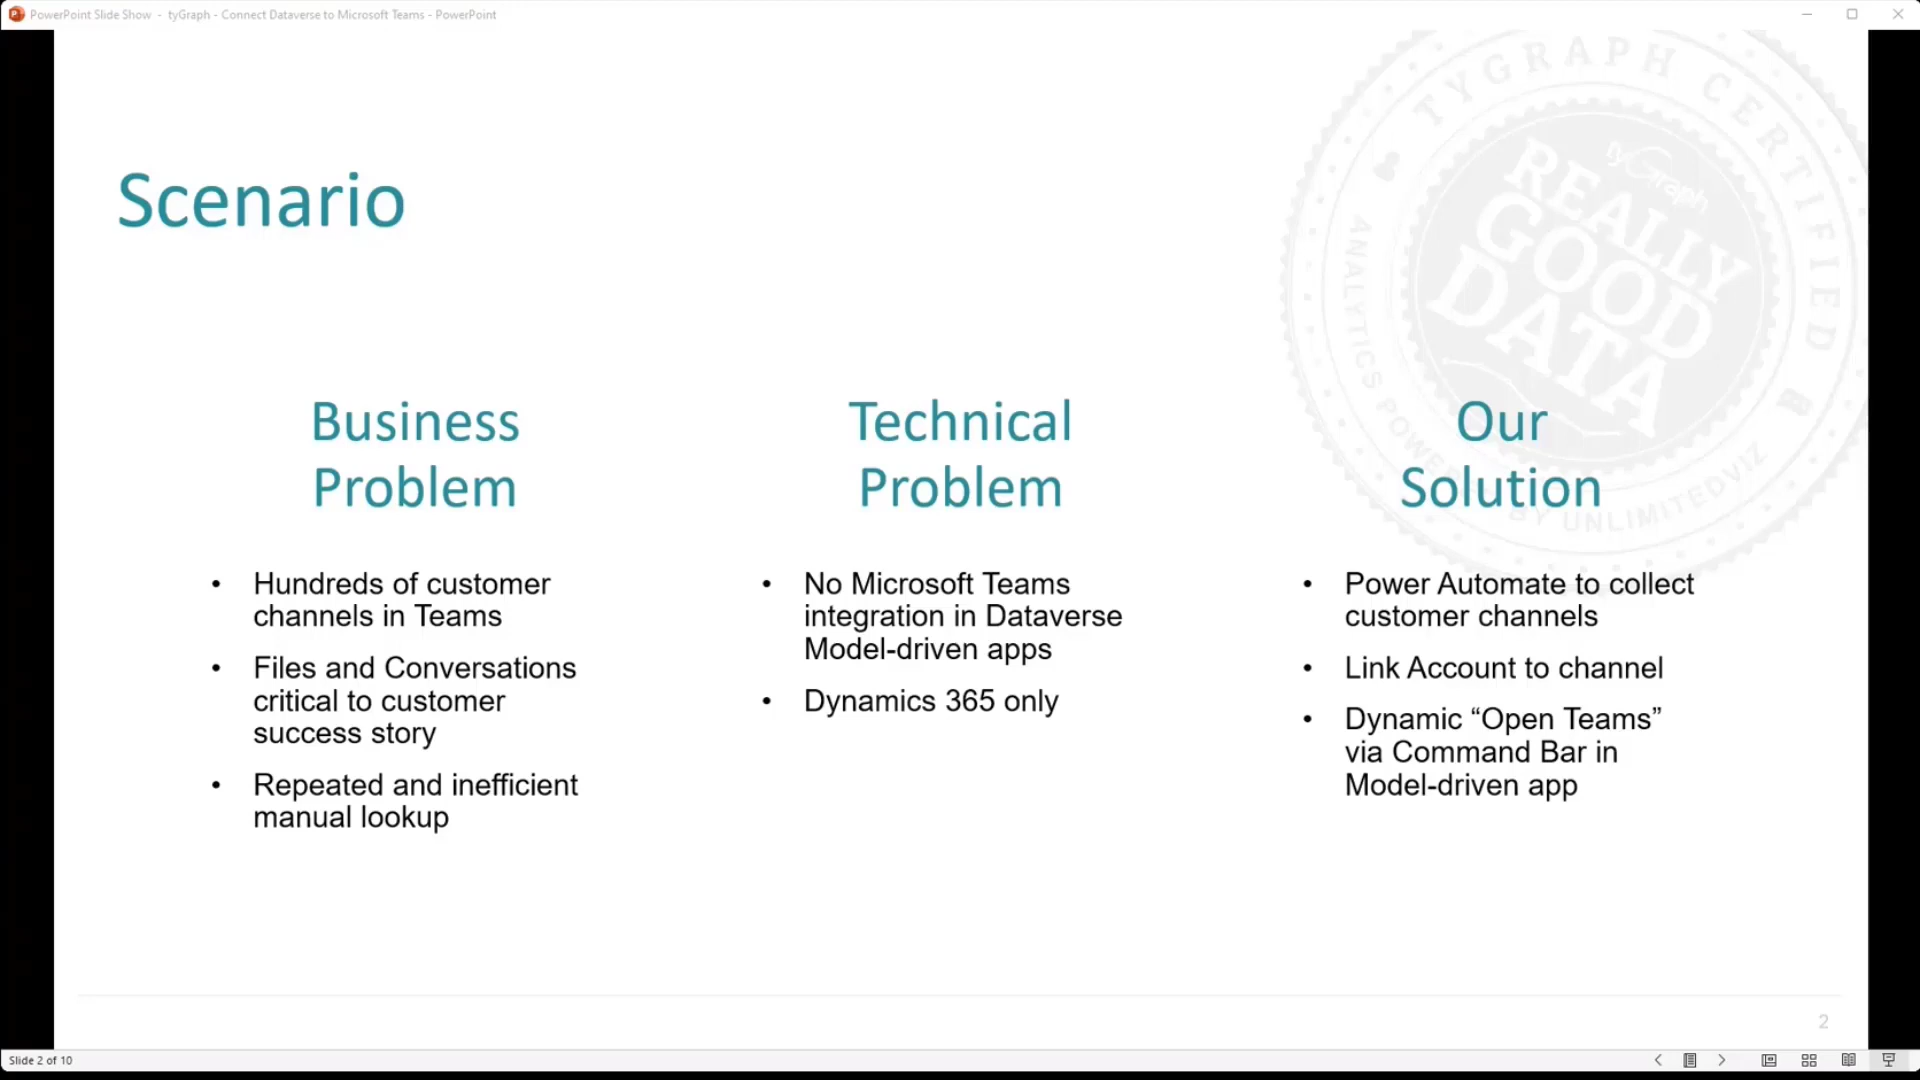 PowerPoint Slide Show - tyGraph - Connect Dataverse to Microsoft Teams - PowerPoint
TYGRAPH CERTIFIED
tyGraph
REALLY
GOOD
DATA
ANALYTICS POWERED BY UNLIMITEDVIZ
Scenario
Business
Problem
• Hundreds of customer
channels in Teams
• Files and Conversations
critical to customer
success story
• Repeated and inefficient
manual lookup
Technical
Problem
• No Microsoft Teams
integration in Dataverse
Model-driven apps
• Dynamics 365 only
Our
Solution
• Power Automate to collect
customer channels
• Link Account to channel
• Dynamic “Open Teams”
via Command Bar in
Model-driven app
2
Slide 2 of 10